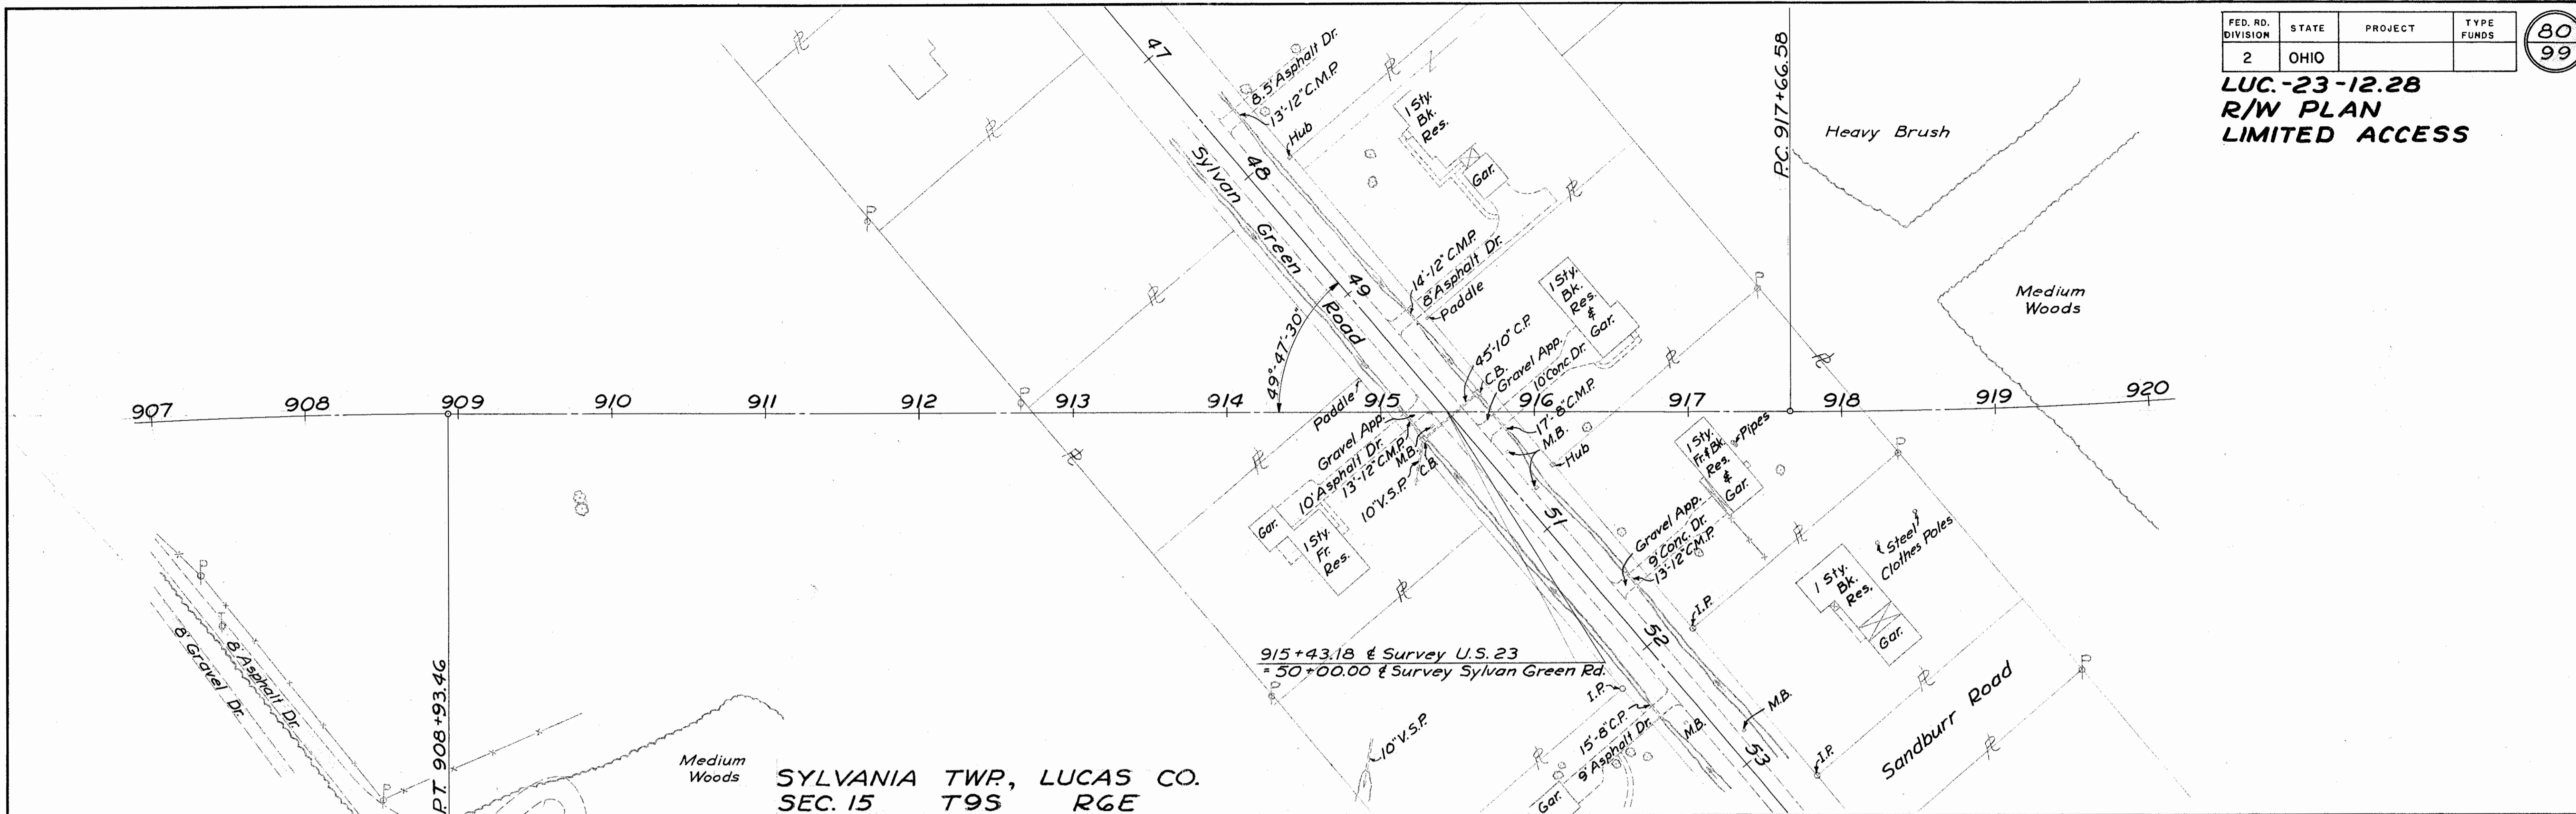 FED. RD. DIVISION STATE PROJECT TYPE FUNDS
2 OHIO
80
99
LUC.-23-12.28
R/W PLAN
LIMITED ACCESS
47
8.5' Asphalt Dr.
13'-12" C.M.P.
Hub
48
1 Sty.
Bk.
Res.
Gar.
P.C. 917+66.58
Heavy Brush
Medium
Woods
Sylvan Green Road
49
14'-12" C.M.P.
8' Asphalt Dr.
Paddle
1 Sty.
Bk.
Res.
&
Gar.
49°-47'-30"
45'-10" C.P.
C.B.
Gravel App.
10' Conc. Dr.
907 908 909 910 911 912 913 914 915 916 917 918 919 920
17'-8" C.M.P.
M.B.
Hub
Paddle
Gravel App.
10' Asphalt Dr.
13'-12" C.M.P.
M.B.
C.B.
10" V.S.P.
Gar.
1 Sty.
Fr.
Res.
1 Sty.
Fr. & Bk.
Res.
&
Gar.
Pipes
51
Gravel App.
9' Conc. Dr.
13'-12" C.M.P.
Steel
Clothes Poles
1 Sty.
Bk.
Res.
Gar.
I.P.
52
915+43.18 ℄ Survey U.S. 23
= 50+00.00 ℄ Survey Sylvan Green Rd.
I.P.
15'-8" C.P.
9' Asphalt Dr.
Gar.
M.B.
M.B.
53
I.P.
Sandburr Road
10" V.S.P.
8' Gravel Dr.
8' Asphalt Dr.
P.T. 908+93.46
Medium
Woods
SYLVANIA TWP., LUCAS CO.
SEC. 15 T9S R6E